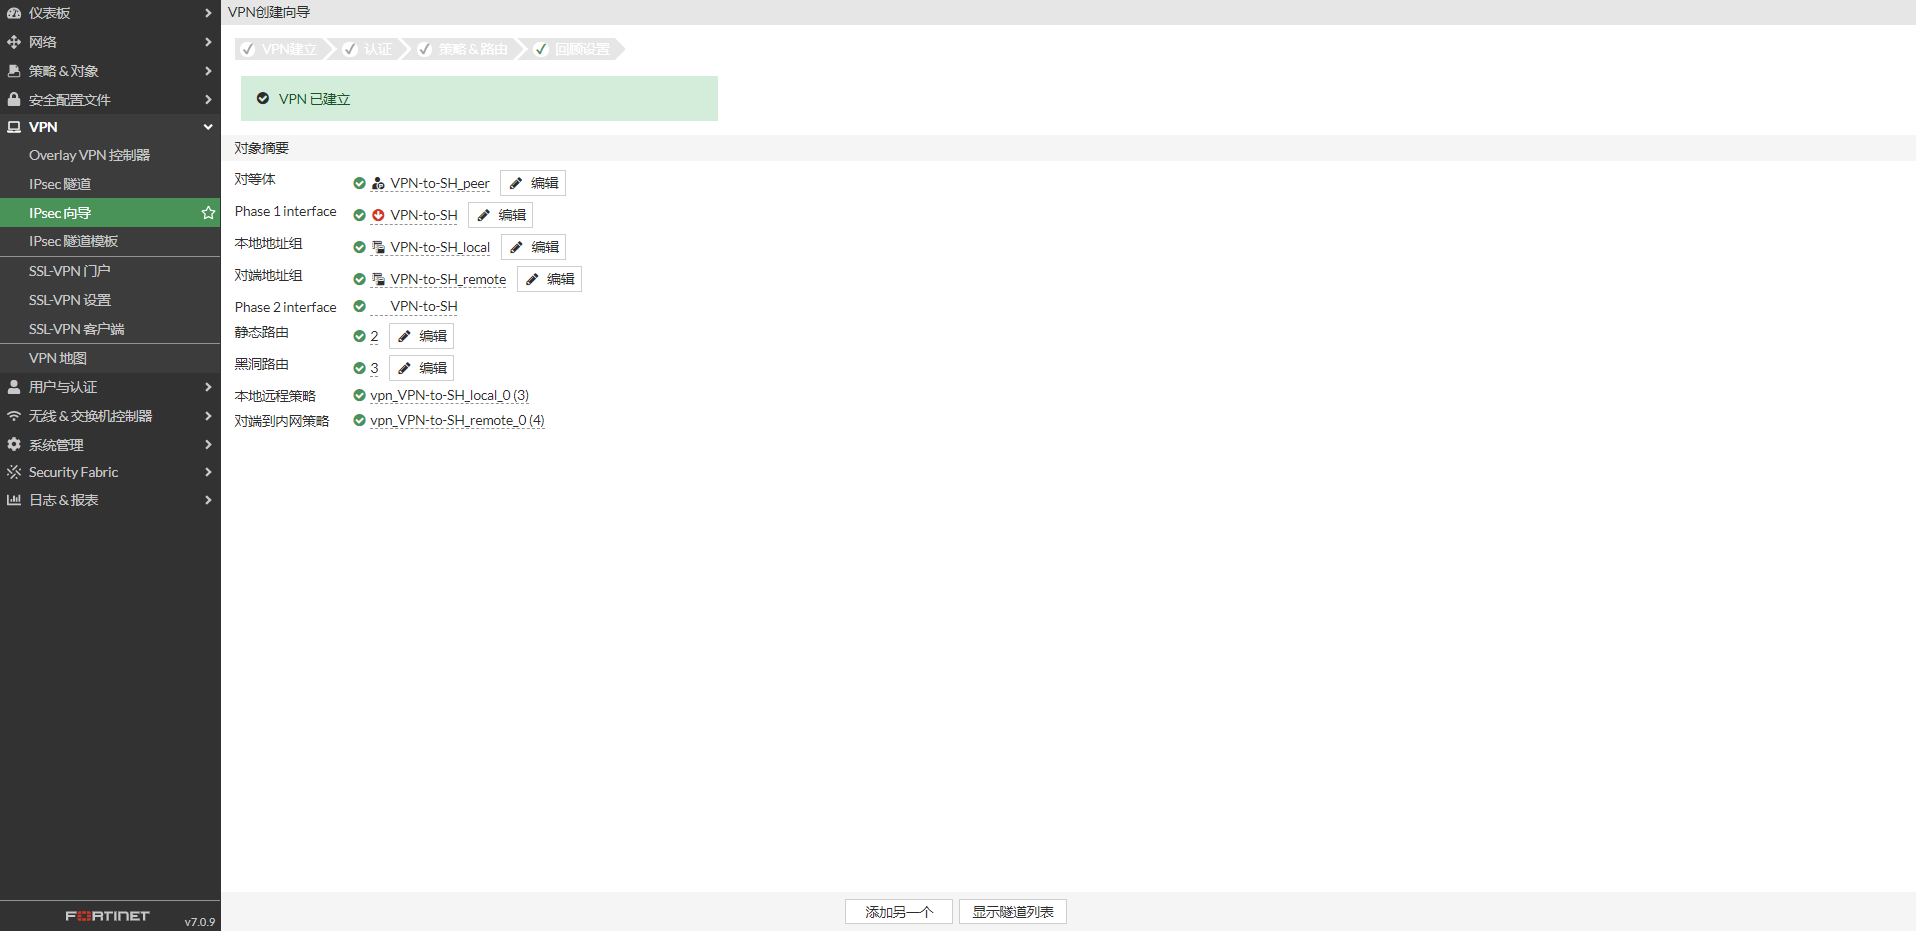 仪表板
网络
策略 & 对象
安全配置文件
VPN
Overlay VPN 控制器
IPsec 隧道
IPsec 向导
IPsec 隧道模板
SSL-VPN 门户
SSL-VPN 设置
SSL-VPN 客户端
VPN 地图
用户与认证
无线 & 交换机控制器
系统管理
Security Fabric
日志 & 报表
FORTINET
v7.0.9
VPN创建向导
VPN建立 认证 策略 & 路由 回顾设置
VPN 已建立
对象摘要
对等体 VPN-to-SH_peer 编辑
Phase 1 interface VPN-to-SH 编辑
本地地址组 VPN-to-SH_local 编辑
对端地址组 VPN-to-SH_remote 编辑
Phase 2 interface VPN-to-SH
静态路由 2 编辑
黑洞路由 3 编辑
本地远程策略 vpn_VPN-to-SH_local_0 (3)
对端到内网策略 vpn_VPN-to-SH_remote_0 (4)
添加另一个 显示隧道列表